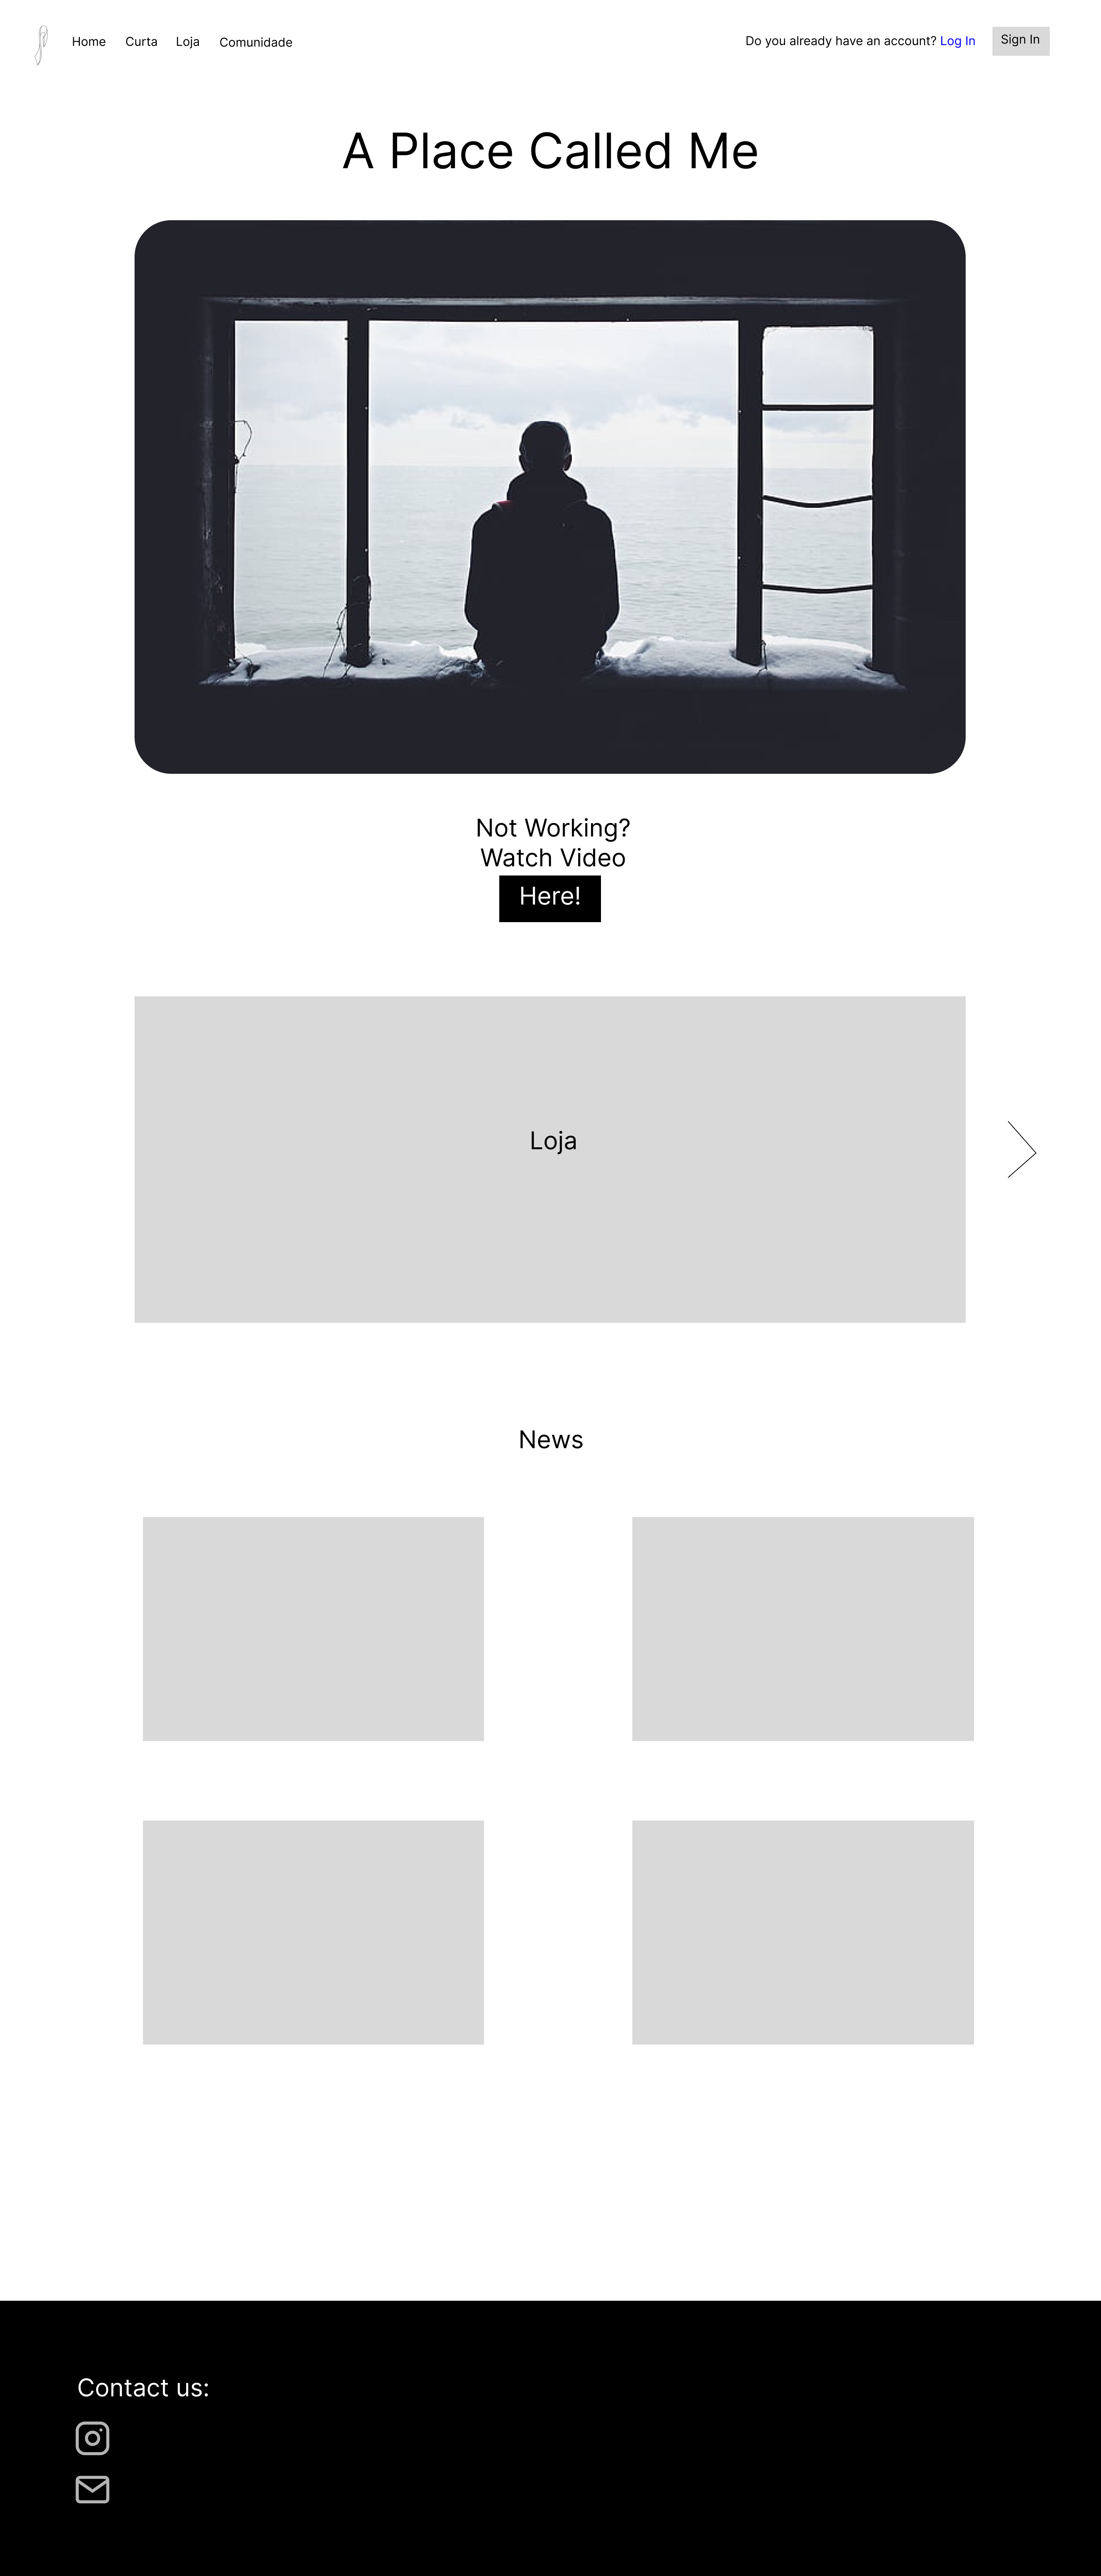 Home Curta Loja Comunidade Do you already have an account? Log In Sign In
A Place Called Me
Not Working?
Watch Video
Here!
Loja
News
Contact us: